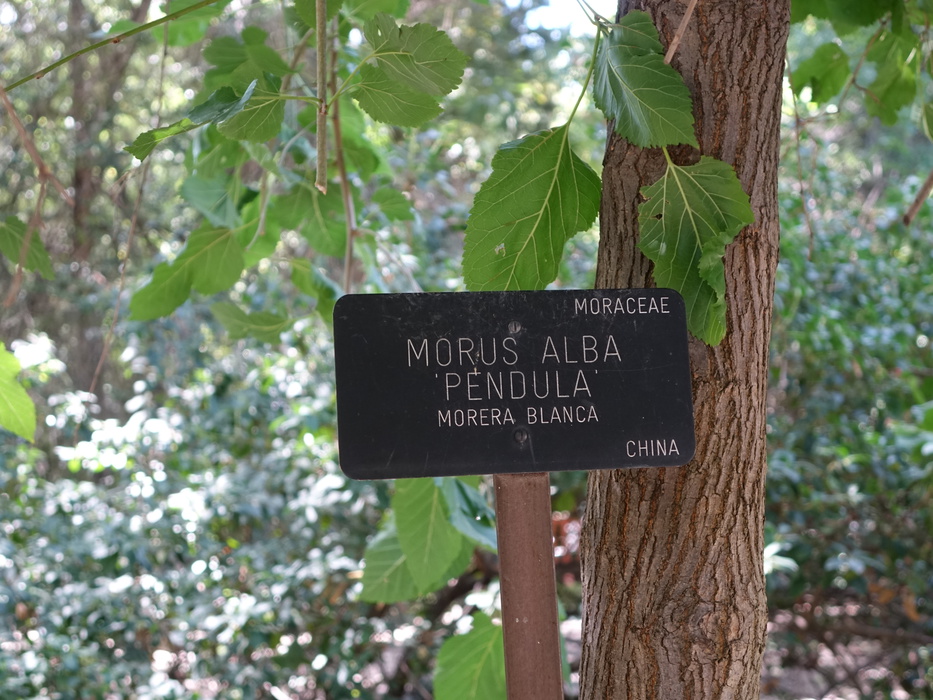 MORACEAE
MORUS ALBA
'PENDULA'
MORERA BLANCA
CHINA